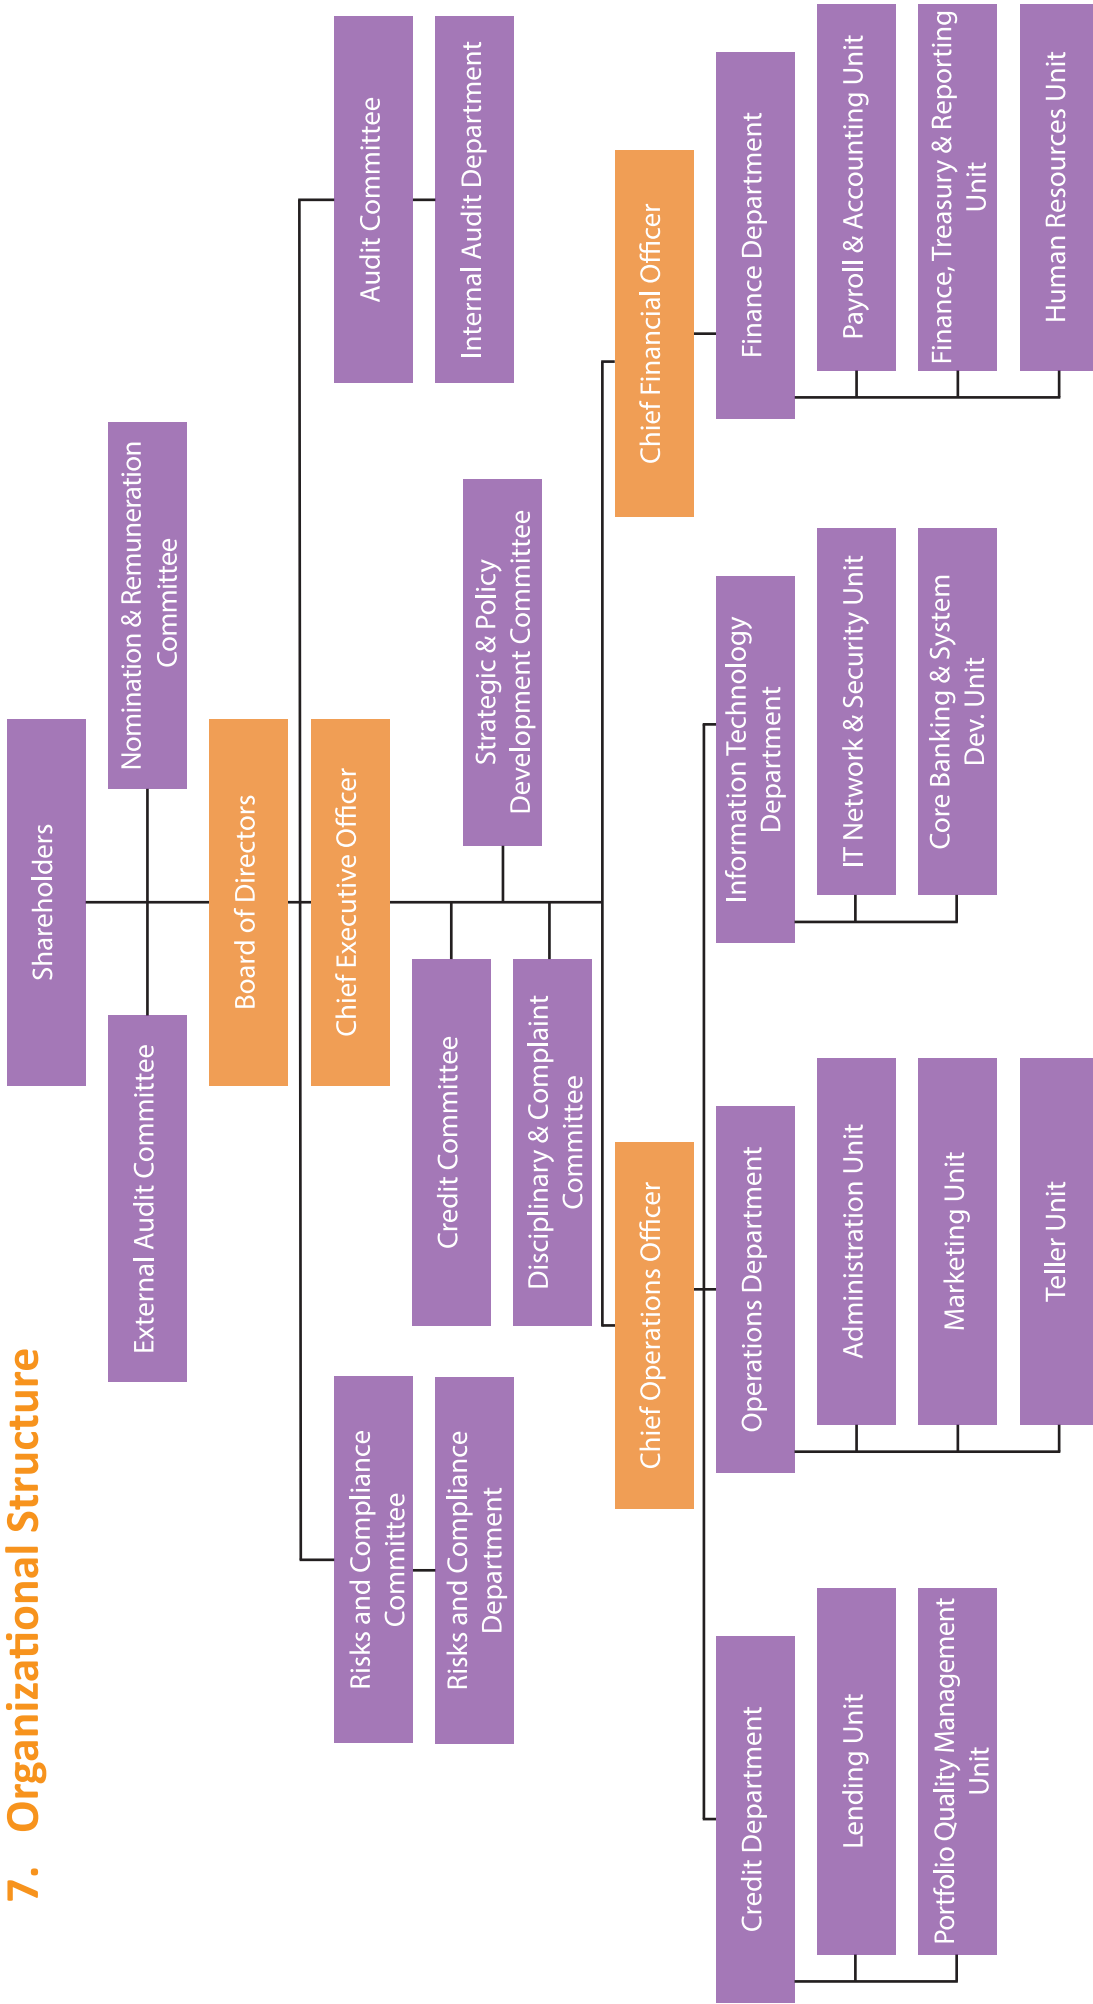 7. Organizational Structure
Shareholders
External Audit Committee
Nomination & Remuneration
Committee
Board of Directors
Chief Executive Officer
Risks and Compliance
Committee
Audit Committee
Risks and Compliance
Department
Internal Audit Department
Credit Committee
Strategic & Policy
Development Committee
Disciplinary & Complaint
Committee
Chief Operations Officer
Chief Financial Officer
Credit Department
Operations Department
Information Technology
Department
Finance Department
Lending Unit
Administration Unit
IT Network & Security Unit
Payroll & Accounting Unit
Portfolio Quality Management
Unit
Marketing Unit
Core Banking & System
Dev. Unit
Finance, Treasury & Reporting
Unit
Teller Unit
Human Resources Unit